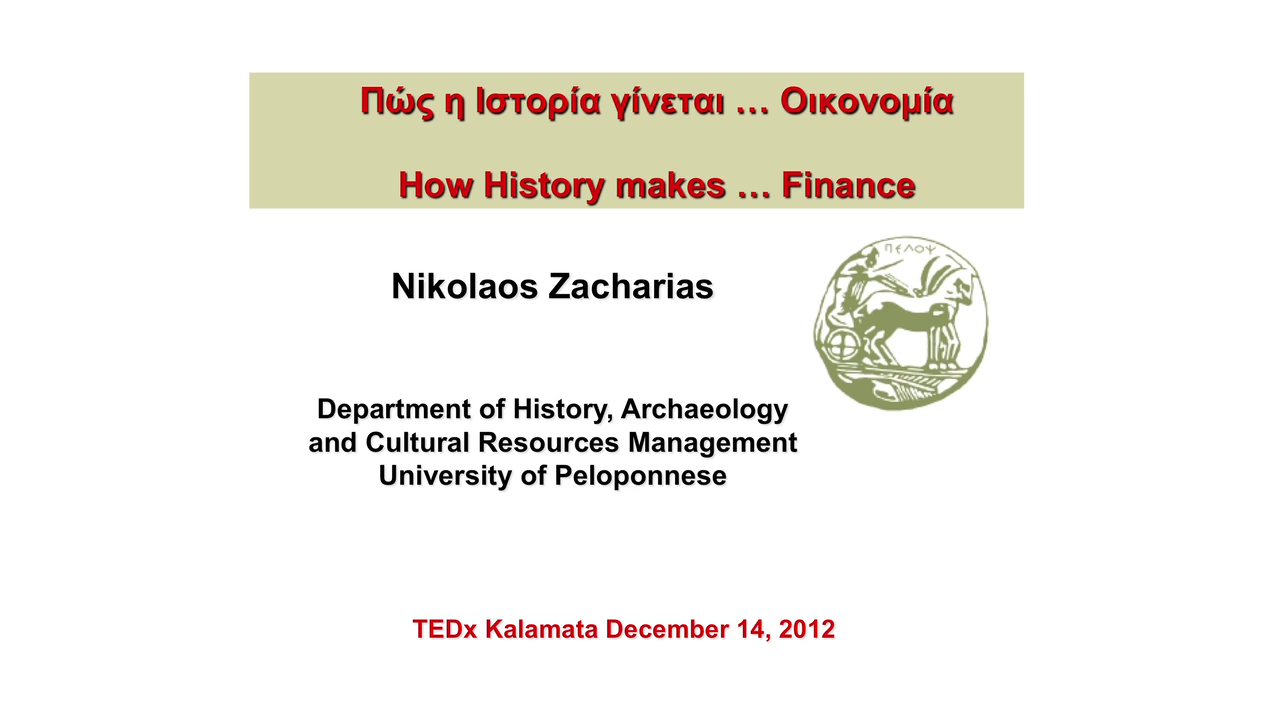 Πώς η Ιστορία γίνεται … Οικονομία
How History makes … Finance
Nikolaos Zacharias
ΠΕΛΟΨ
Department of History, Archaeology
and Cultural Resources Management
University of Peloponnese
TEDx Kalamata December 14, 2012